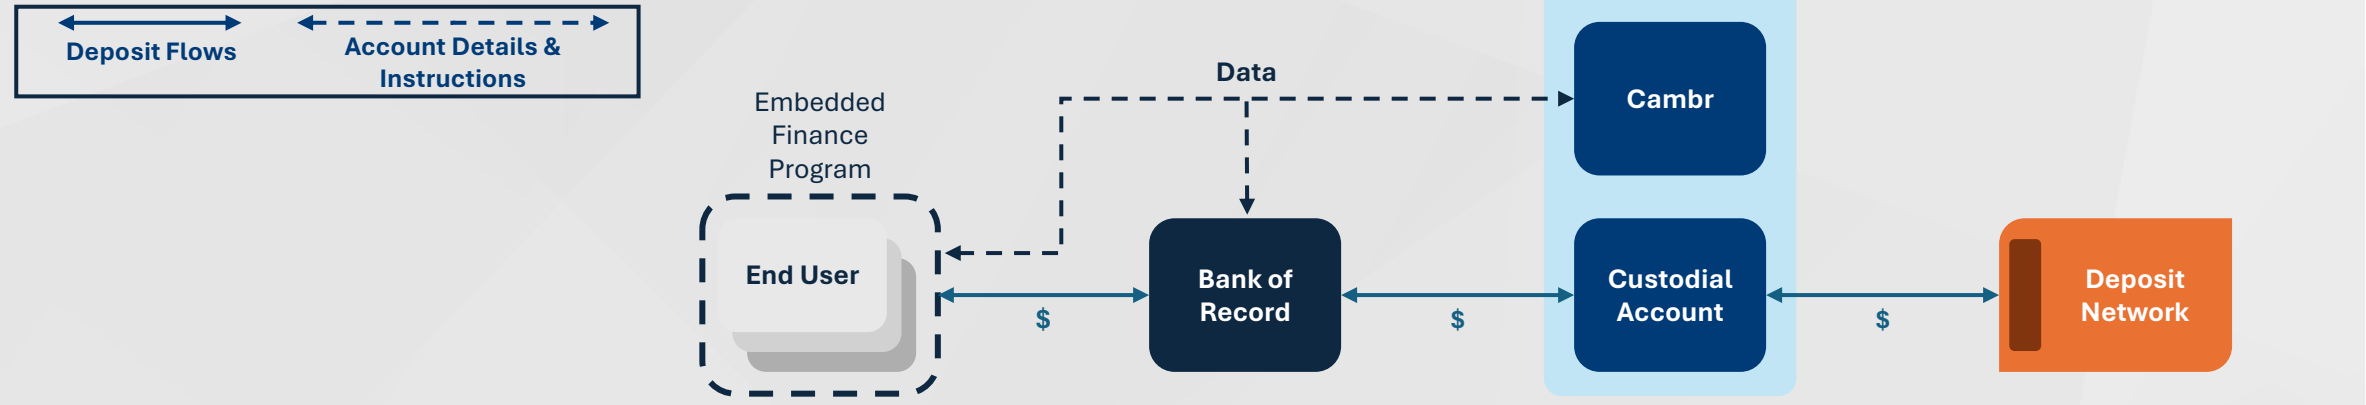 Deposit Flows
Account Details &
Instructions
Embedded
Finance
Program
End User
Data
Bank of
Record
Cambr
Custodial
Account
Deposit
Network
$
$
$